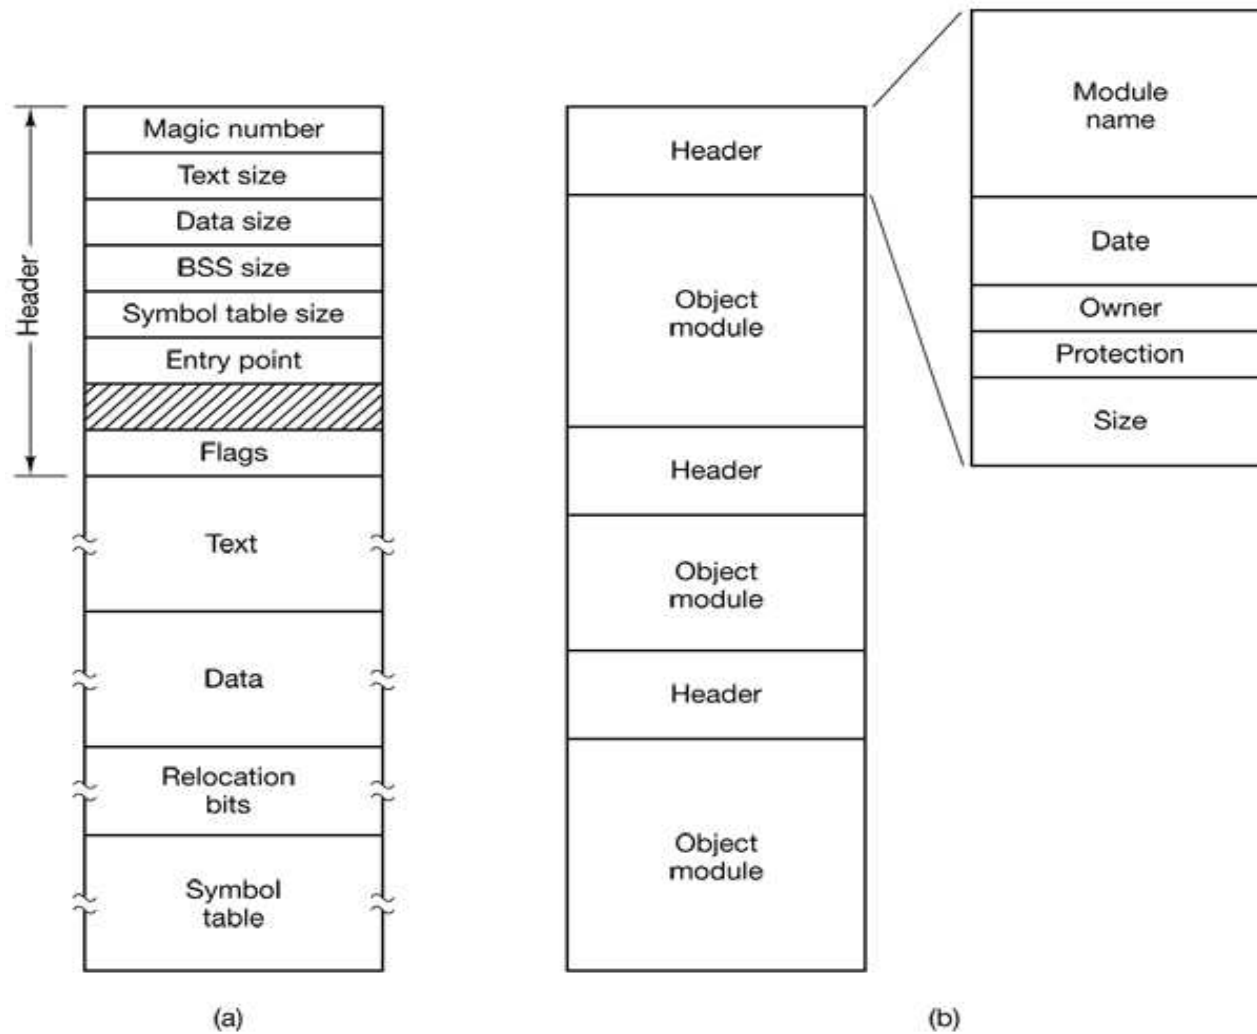 Header
Magic number
Text size
Data size
BSS size
Symbol table size
Entry point
Flags
Text
Data
Relocation
bits
Symbol
table
(a)
Header
Object
module
Header
Object
module
Header
Object
module
Module
name
Date
Owner
Protection
Size
(b)